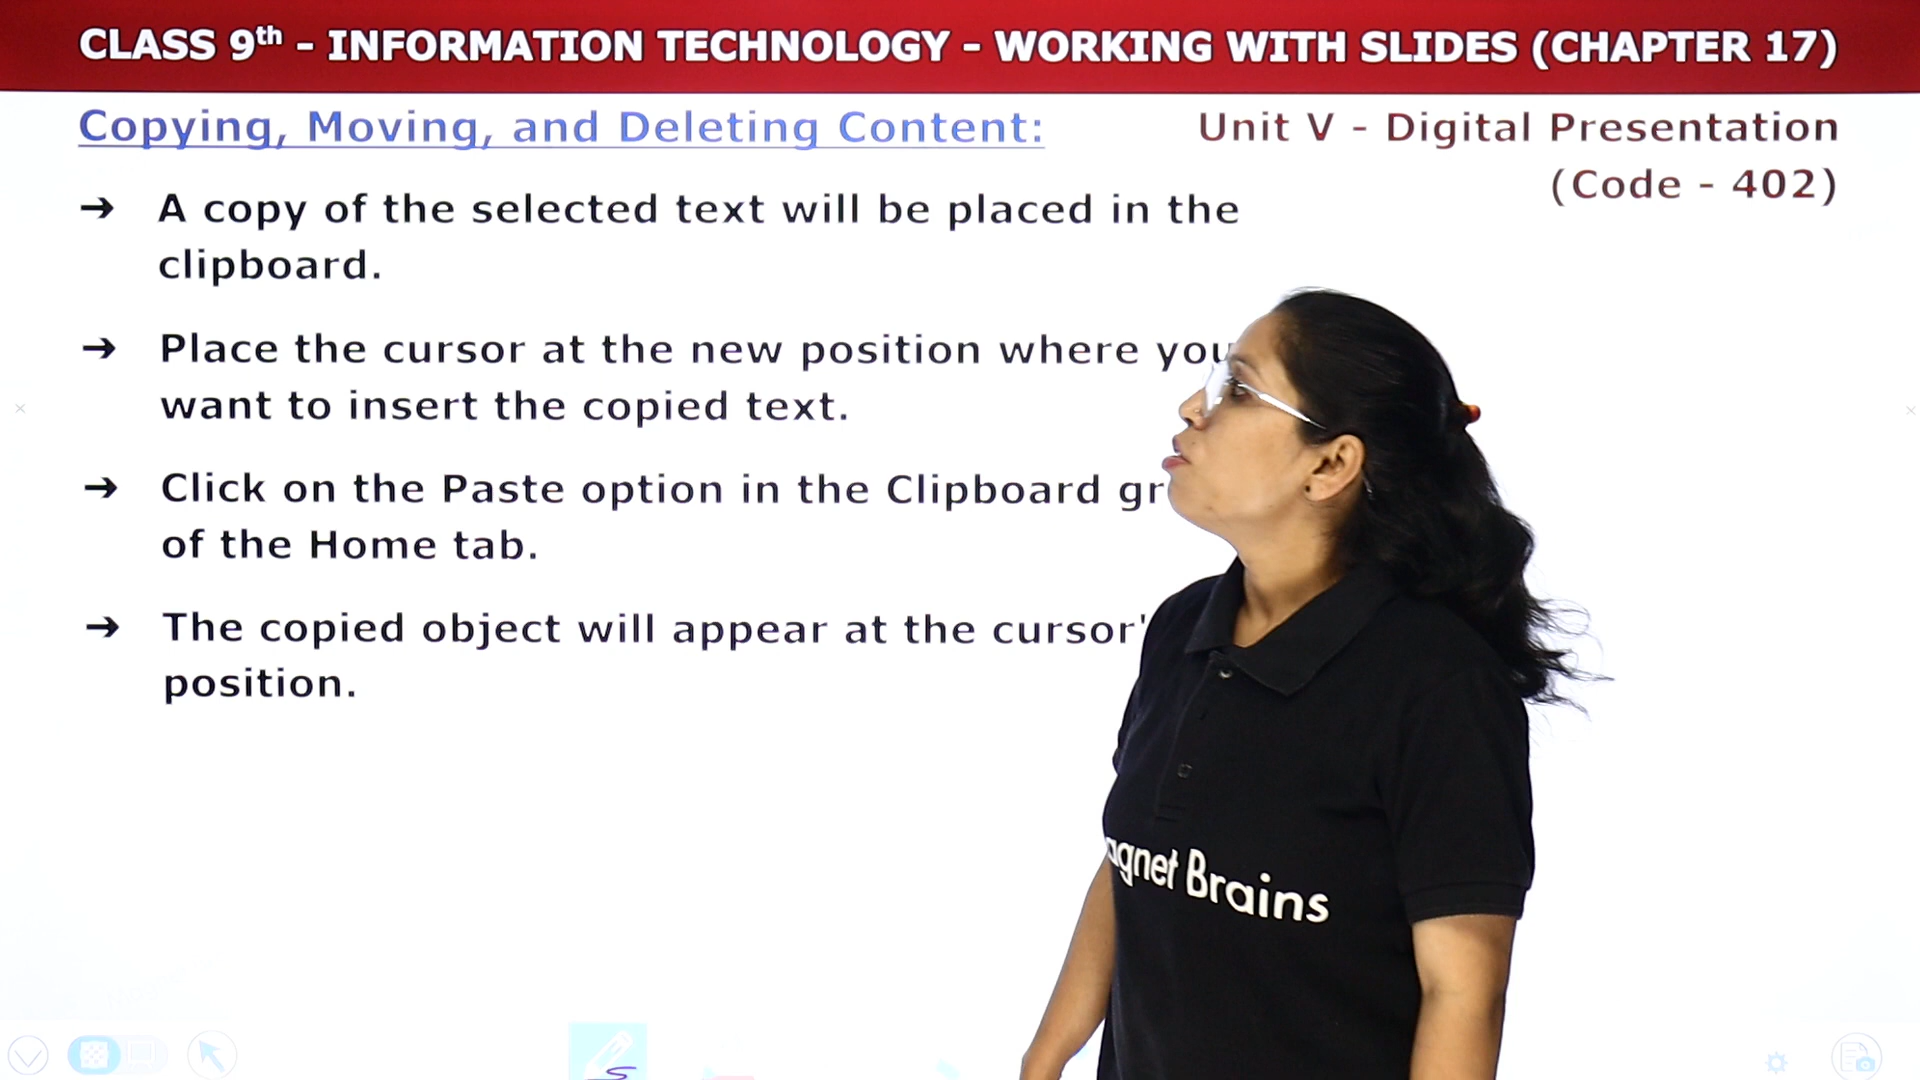 CLASS 9th - INFORMATION TECHNOLOGY - WORKING WITH SLIDES (CHAPTER 17)
Copying, Moving, and Deleting Content:
Unit V - Digital Presentation
(Code - 402)
➔ A copy of the selected text will be placed in the
clipboard.
➔ Place the cursor at the new position where you
want to insert the copied text.
➔ Click on the Paste option in the Clipboard
of the Home tab.
➔ The copied object will appear at the cursor'
position.
Brains